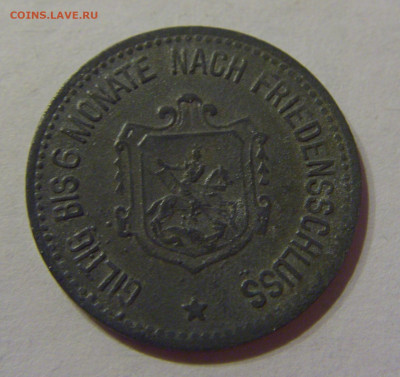 COINS.LAVE.RU
GILTIG BIS 6 MONATE NACH FRIEDENSSCHLUSS